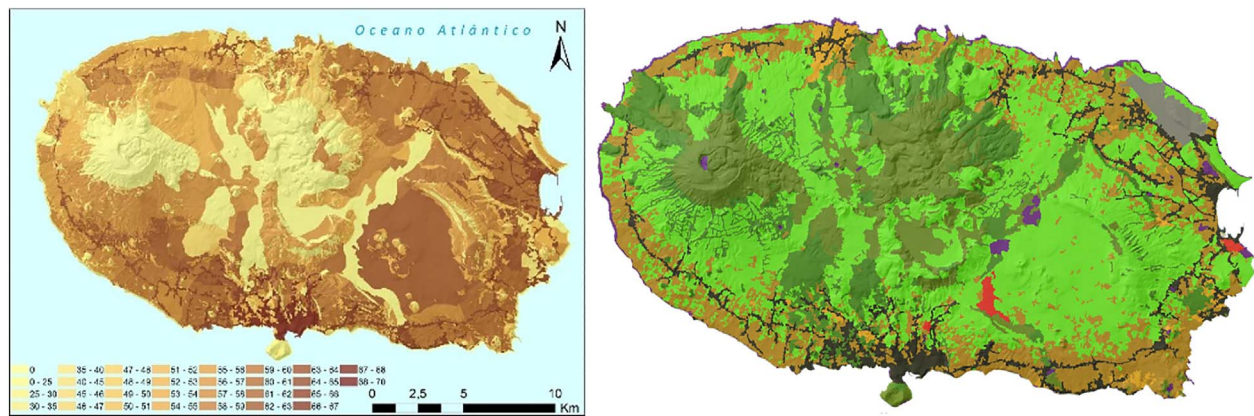 Oceano Atlântico
N
0 35 - 40 47 - 48 51 - 52 55 - 56 59 - 60 63 - 64 67 - 68
0 - 25 40 - 45 48 - 49 52 - 53 56 - 57 60 - 61 64 - 65 68 - 70
25 - 30 45 - 46 49 - 50 53 - 54 57 - 58 61 - 62 65 - 66
30 - 35 46 - 47 50 - 51 54 - 55 58 - 59 62 - 63 66 - 67
0 2,5 5 10
Km